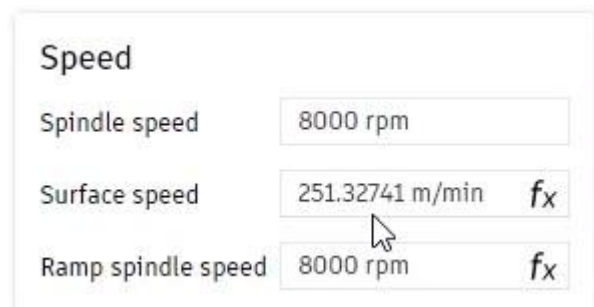 Speed
Spindle speed 8000 rpm
Surface speed 251.32741 m/min fx
Ramp spindle speed 8000 rpm fx